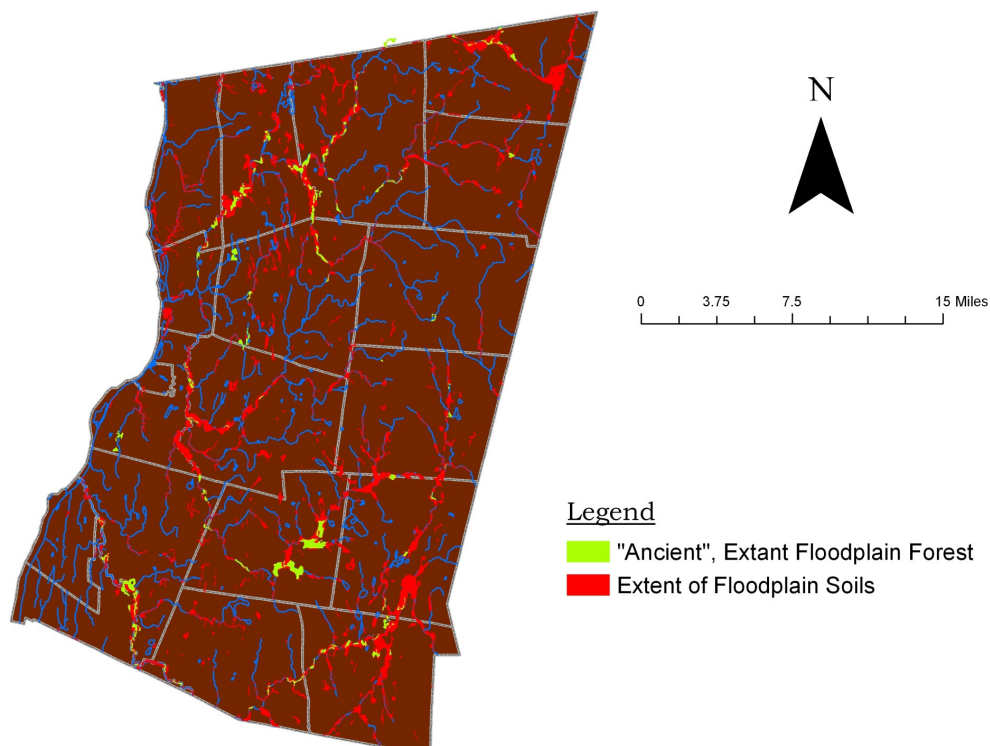 N
0 3.75 7.5 15 Miles
Legend
"Ancient", Extant Floodplain Forest
Extent of Floodplain Soils